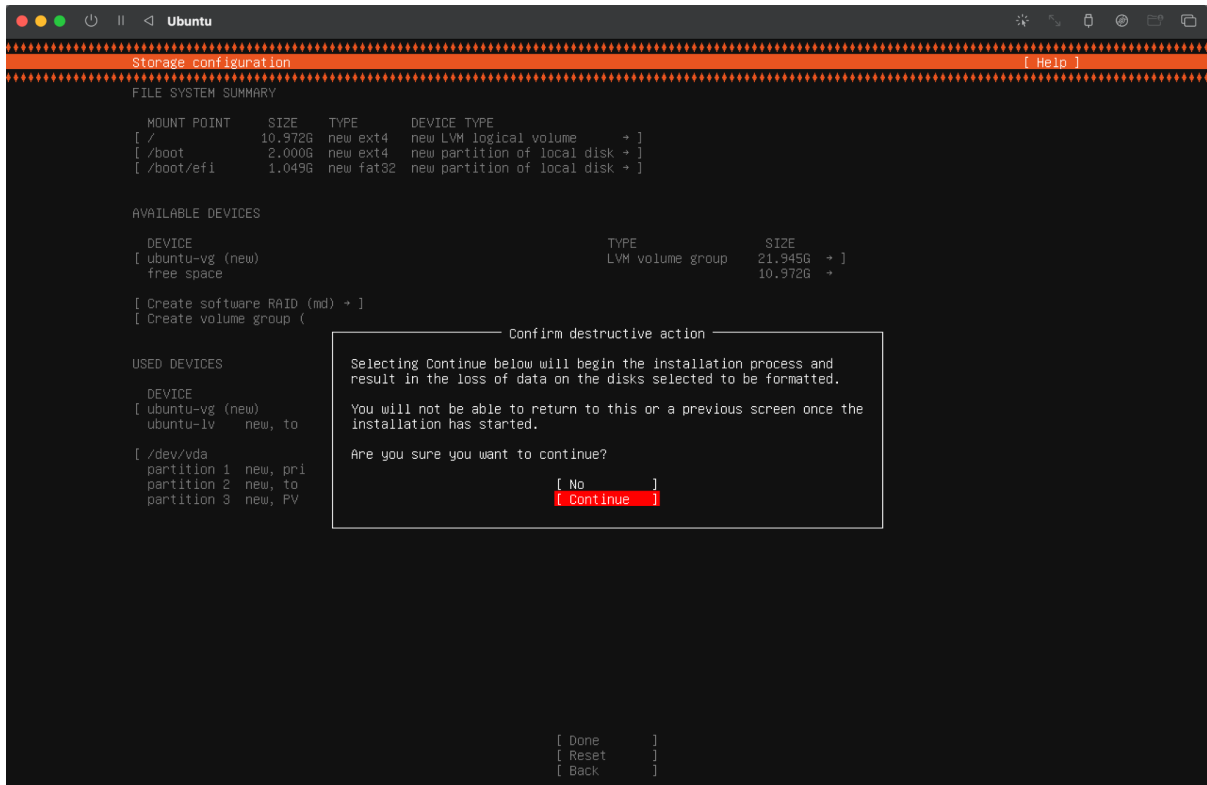 Ubuntu
Storage configuration [ Help ]
FILE SYSTEM SUMMARY
MOUNT POINT SIZE TYPE DEVICE TYPE
[ / 10.972G new ext4 new LVM logical volume → ]
[ /boot 2.000G new ext4 new partition of local disk → ]
[ /boot/efi 1.049G new fat32 new partition of local disk → ]
AVAILABLE DEVICES
DEVICE TYPE SIZE
[ ubuntu-vg (new) LVM volume group 21.945G → ]
free space 10.972G →
[ Create software RAID (md) → ]
[ Create volume group (
USED DEVICES
DEVICE
[ ubuntu-vg (new)
ubuntu-lv new, to
[ /dev/vda
partition 1 new, pri
partition 2 new, to
partition 3 new, PV
Confirm destructive action
Selecting Continue below will begin the installation process and
result in the loss of data on the disks selected to be formatted.
You will not be able to return to this or a previous screen once the
installation has started.
Are you sure you want to continue?
[ No ]
[ Continue ]
[ Done ]
[ Reset ]
[ Back ]